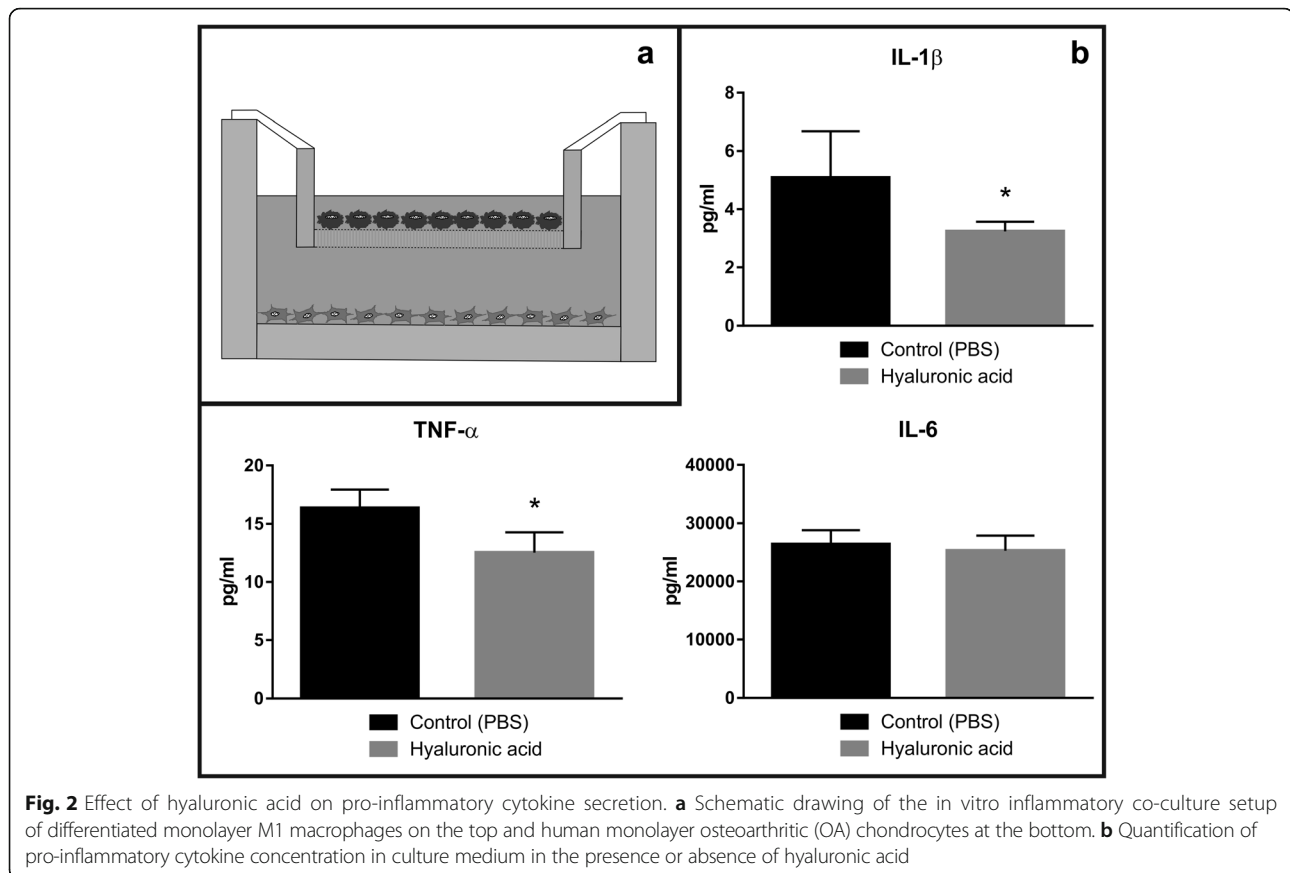 a
b
IL-1β
8
6
4
2
0
pg/ml
*
Control (PBS)
Hyaluronic acid
TNF-α
20
15
10
5
0
pg/ml
*
Control (PBS)
Hyaluronic acid
IL-6
40000
30000
20000
10000
0
pg/ml
Control (PBS)
Hyaluronic acid
Fig. 2 Effect of hyaluronic acid on pro-inflammatory cytokine secretion. a Schematic drawing of the in vitro inflammatory co-culture setup
of differentiated monolayer M1 macrophages on the top and human monolayer osteoarthritic (OA) chondrocytes at the bottom. b Quantification of
pro-inflammatory cytokine concentration in culture medium in the presence or absence of hyaluronic acid